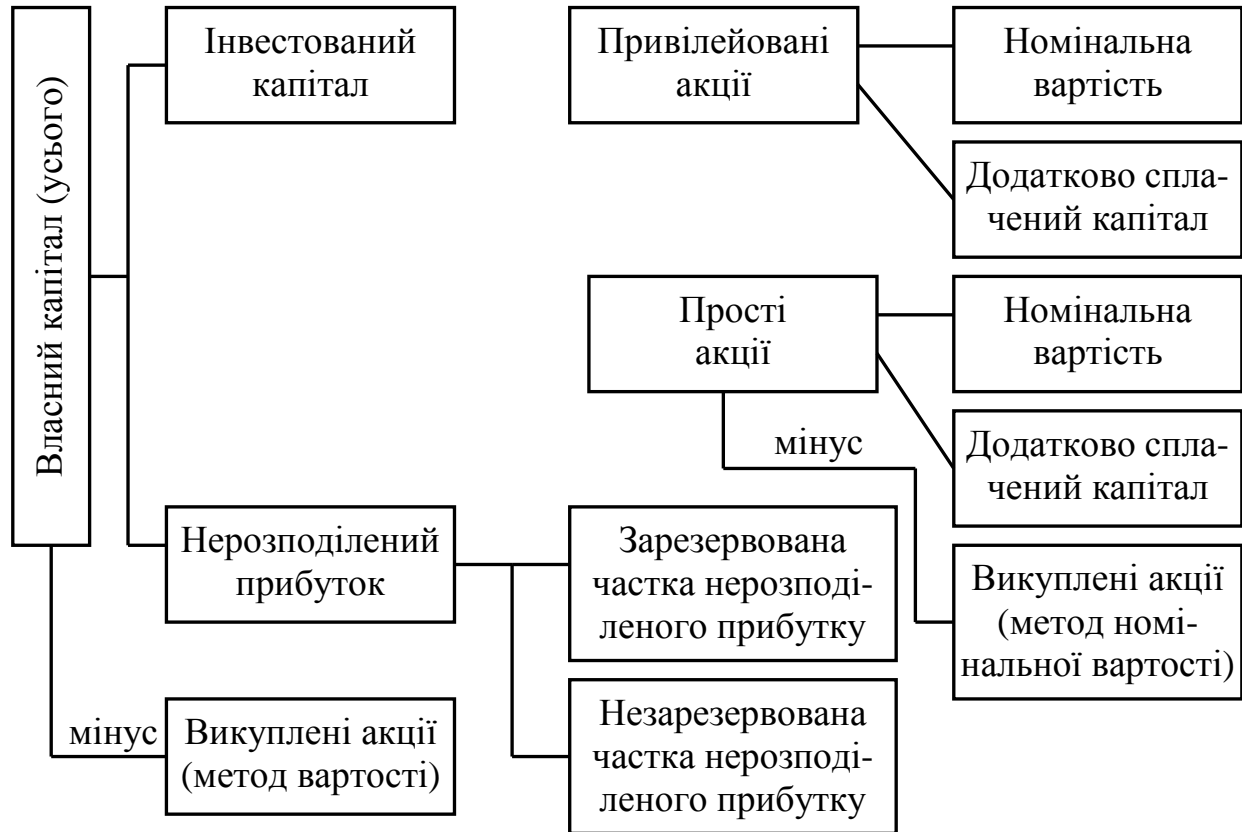 Власний капітал (усього)
Інвестований
капітал
Привілейовані
акції
Номінальна
вартість
Додатково спла-
чений капітал
Прості
акції
Номінальна
вартість
мінус
Додатково спла-
чений капітал
Нерозподілений
прибуток
Зарезервована
частка нерозподі-
леного прибутку
Викуплені акції
(метод номі-
нальної вартості)
мінус
Викуплені акції
(метод вартості)
Незарезервована
частка нерозподі-
леного прибутку